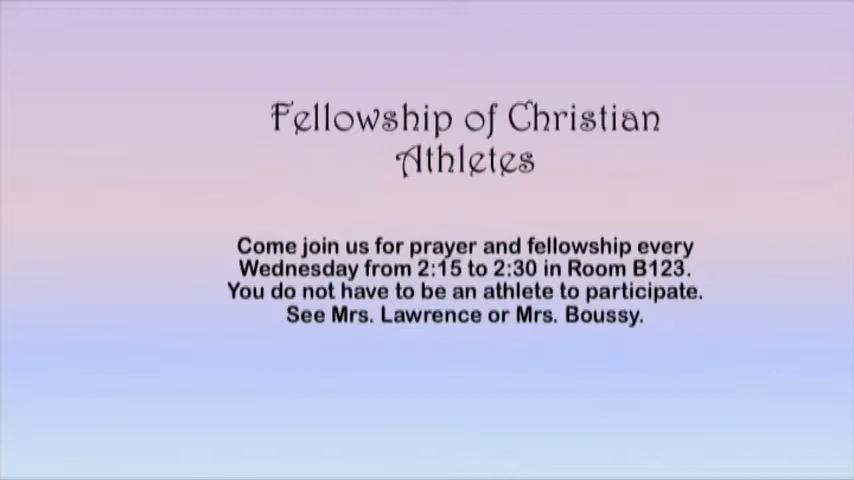 Fellowship of Christian
Athletes
Come join us for prayer and fellowship every
Wednesday from 2:15 to 2:30 in Room B123.
You do not have to be an athlete to participate.
See Mrs. Lawrence or Mrs. Boussy.